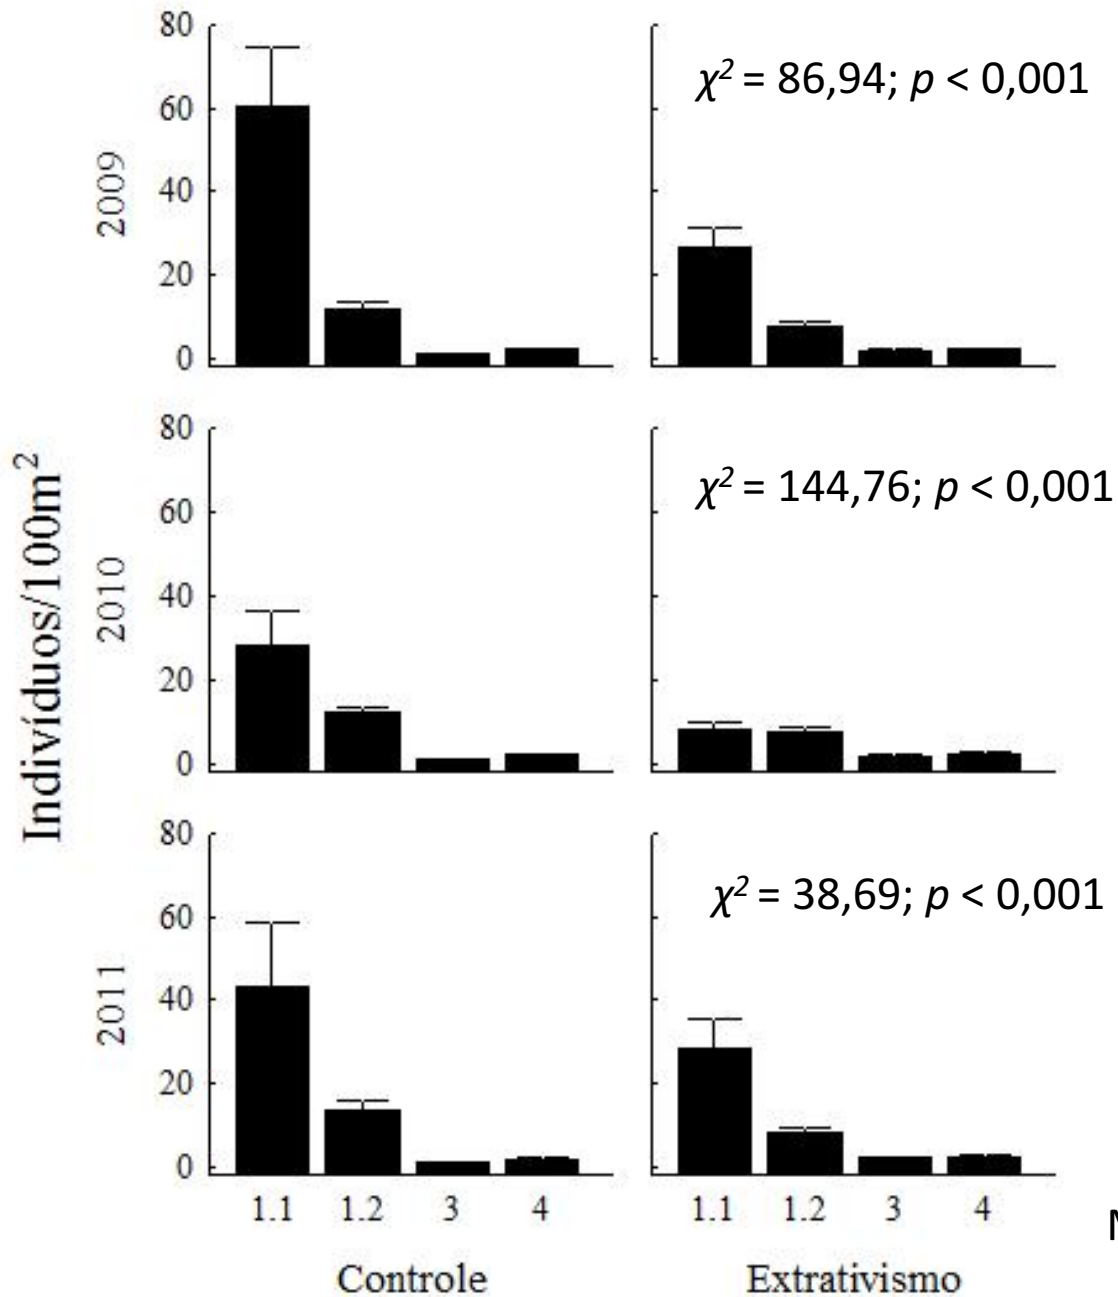 Indivíduos/100m²
2009
80
60
40
20
0
χ² = 86,94; p < 0,001
2010
80
60
40
20
0
χ² = 144,76; p < 0,001
2011
80
60
40
20
0
χ² = 38,69; p < 0,001
1.1 1.2 3 4
1.1 1.2 3 4
Controle
Extrativismo